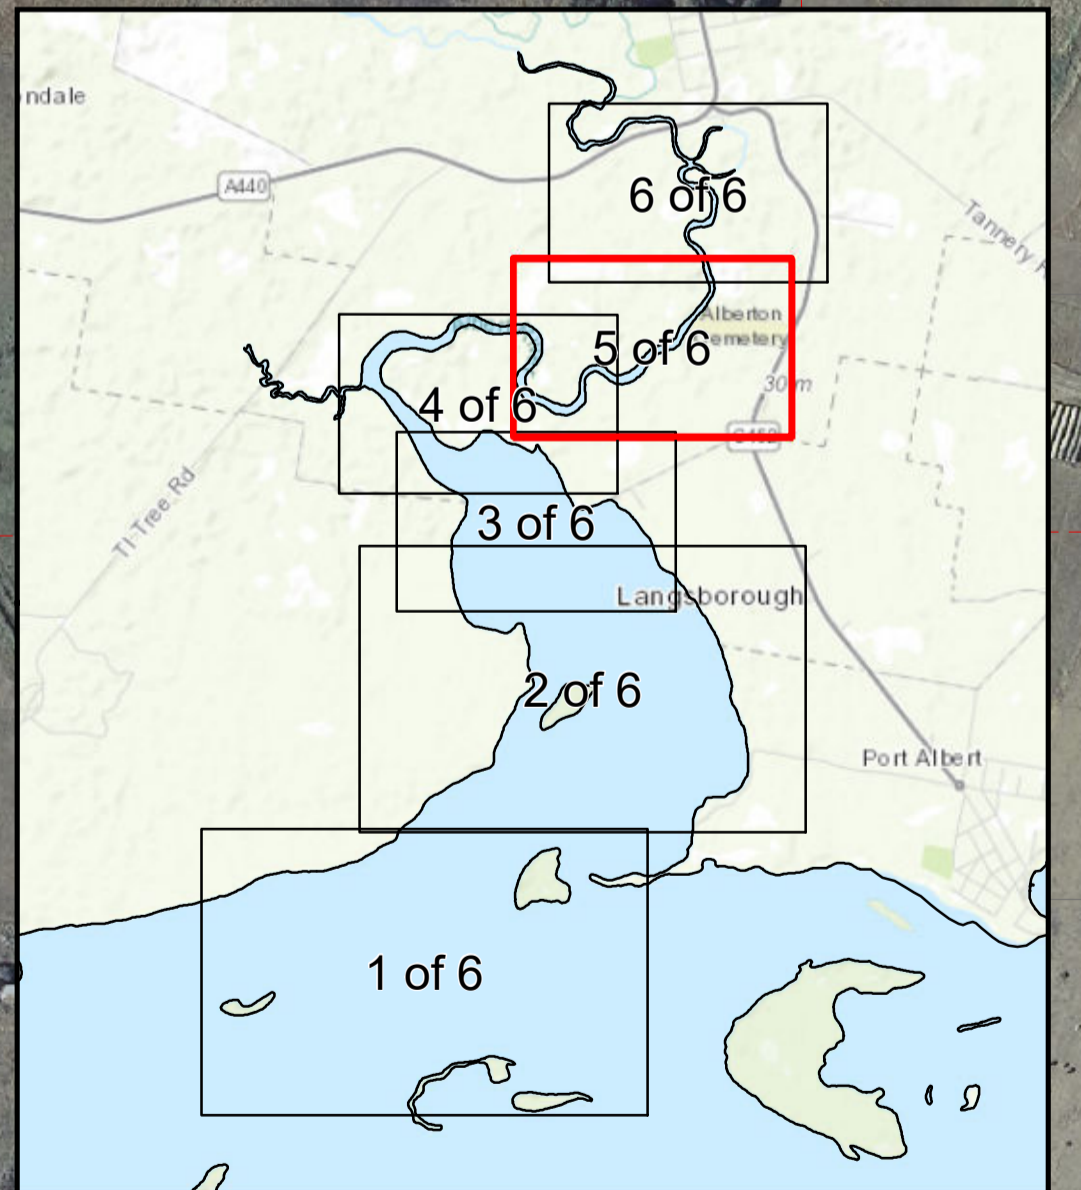 ndale
A440
6 of 6
Tannery R
Alberton
emetery
5 of 6
30 m
4 of 6
TI-Tree Rd
3 of 6
Langsborough
2 of 6
Port Albert
1 of 6